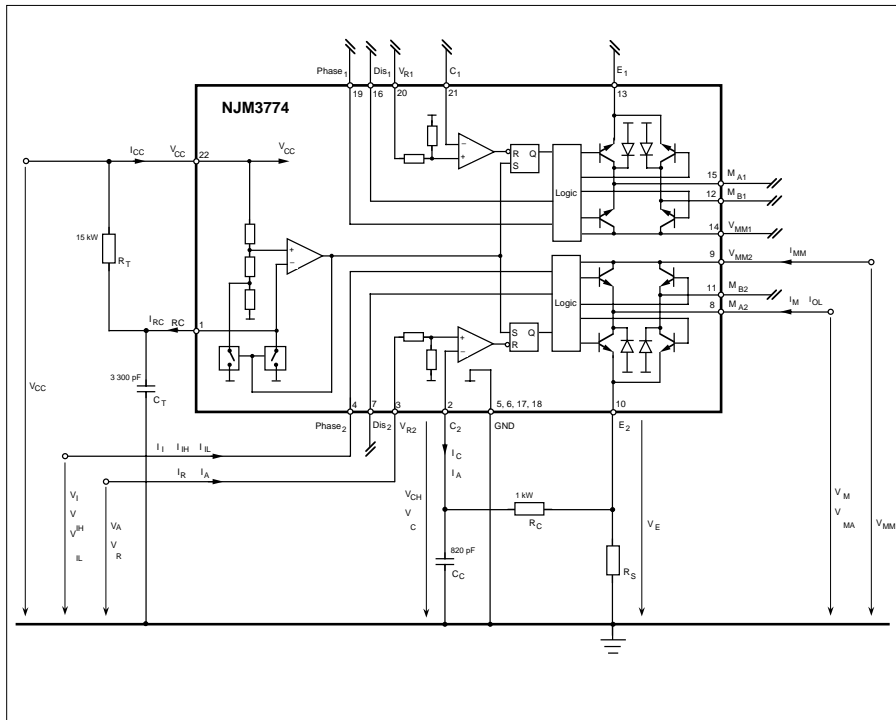 Phase1 Dis1 VR1 C1 E1
19 16 20 21 13
NJM3774
ICC VCC 22 VCC
R Q
S
Logic
15 MA1
12 MB1
14 VMM1
15 kW
RT
+
–
9 VMM2 IMM
11 MB2
8 MA2 IM IOL
Logic
IRC RC 1
S Q
R
3 300 pF
CT
VCC
4 7 3 2 5, 6, 17, 18 10
Phase2 Dis2 VR2 C2 GND E2
II IIH IIL
IR IA
IC
IA
VI
VIH
VIL
VA
VR
VCH
VC
1 kW
RC
VE
VM
VMA
VMM
820 pF
CC
RS